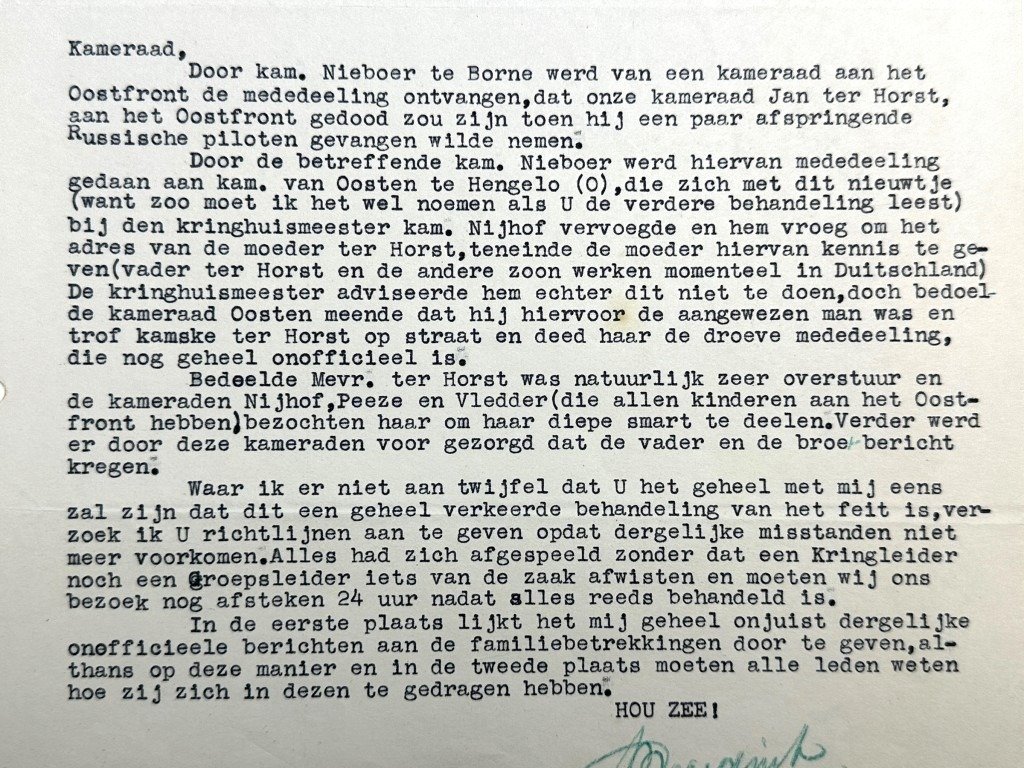 Kameraad,
Door kam. Nieboer te Borne werd van een kameraad aan het
Oostfront de mededeeling ontvangen,dat onze kameraad Jan ter Horst,
aan het Oostfront gedood zou zijn toen hij een paar afspringende
Russische piloten gevangen wilde nemen.
Door de betreffende kam. Nieboer werd hiervan mededeeling
gedaan aan kam. van Oosten te Hengelo (O),die zich met dit nieuwtje
(want zoo moet ik het wel noemen als U de verdere behandeling leest)
bij den kringhuismeester kam. Nijhof vervoegde en hem vroeg om het
adres van de moeder ter Horst,teneinde de moeder hiervan kennis te ge-
ven(vader ter Horst en de andere zoon werken momenteel in Duitschland)
De kringhuismeester adviseerde hem echter dit niet te doen,doch bedoel-
de kameraad Oosten meende dat hij hiervoor de aangewezen man was en
trof kamske ter Horst op straat en deed haar de droeve mededeeling,
die nog geheel onofficieel is.
Bedeelde Mevr. ter Horst was natuurlijk zeer overstuur en
de kameraden Nijhof,Peeze en Vledder(die allen kinderen aan het Oost-
front hebben)bezochten haar om haar diepe smart te deelen.Verder werd
er door deze kameraden voor gezorgd dat de vader en de broer bericht
kregen.
Waar ik er niet aan twijfel dat U het geheel met mij eens
zal zijn dat dit een geheel verkeerde behandeling van het feit is,ver-
zoek ik U richtlijnen aan te geven opdat dergelijke misstanden niet
meer voorkomen.Alles had zich afgespeeld zonder dat een Kringleider
noch een Groepsleider iets van de zaak afwisten en moeten wij ons
bezoek nog afsteken 24 uur nadat alles reeds behandeld is.
In de eerste plaats lijkt het mij geheel onjuist dergelijke
onofficieele berichten aan de familiebetrekkingen door te geven,al-
thans op deze manier en in de tweede plaats moeten alle leden weten
hoe zij zich in dezen te gedragen hebben.
HOU ZEE!